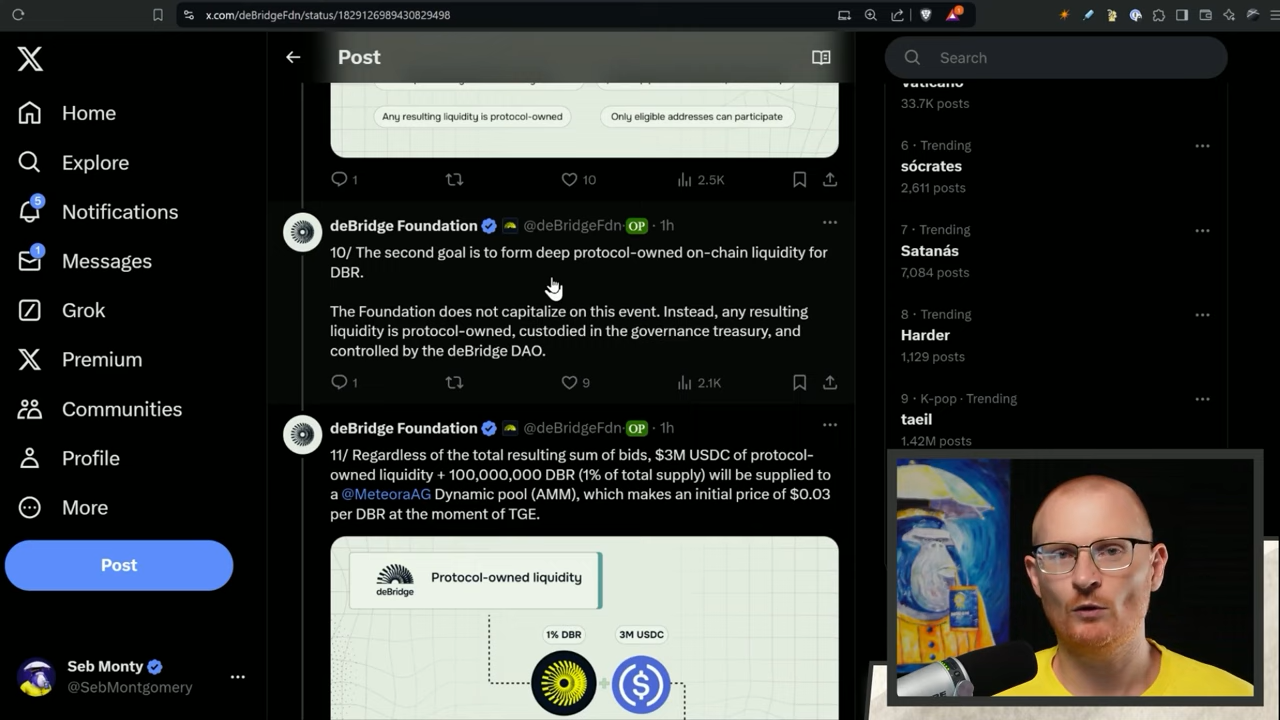 x.com/deBridgeFdn/status/1829126989430829498
Post
Search
Home
Explore
5
Notifications
1
Messages
Grok
Premium
Communities
Profile
More
Post
Seb Monty
@SebMontgomery
Any resulting liquidity is protocol-owned
Only eligible addresses can participate
1
10
2.5K
deBridge Foundation @deBridgeFdn OP · 1h
10/ The second goal is to form deep protocol-owned on-chain liquidity for
DBR.
The Foundation does not capitalize on this event. Instead, any resulting
liquidity is protocol-owned, custodied in the governance treasury, and
controlled by the deBridge DAO.
1
9
2.1K
deBridge Foundation @deBridgeFdn OP · 1h
11/ Regardless of the total resulting sum of bids, $3M USDC of protocol-
owned liquidity + 100,000,000 DBR (1% of total supply) will be supplied to
a @MeteoraAG Dynamic pool (AMM), which makes an initial price of $0.03
per DBR at the moment of TGE.
deBridge
Protocol-owned liquidity
1% DBR
3M USDC
Vaticano
33.7K posts
6 · Trending
sócrates
2,611 posts
7 · Trending
Satanás
7,084 posts
8 · Trending
Harder
1,129 posts
9 · K-pop · Trending
taeil
1.42M posts